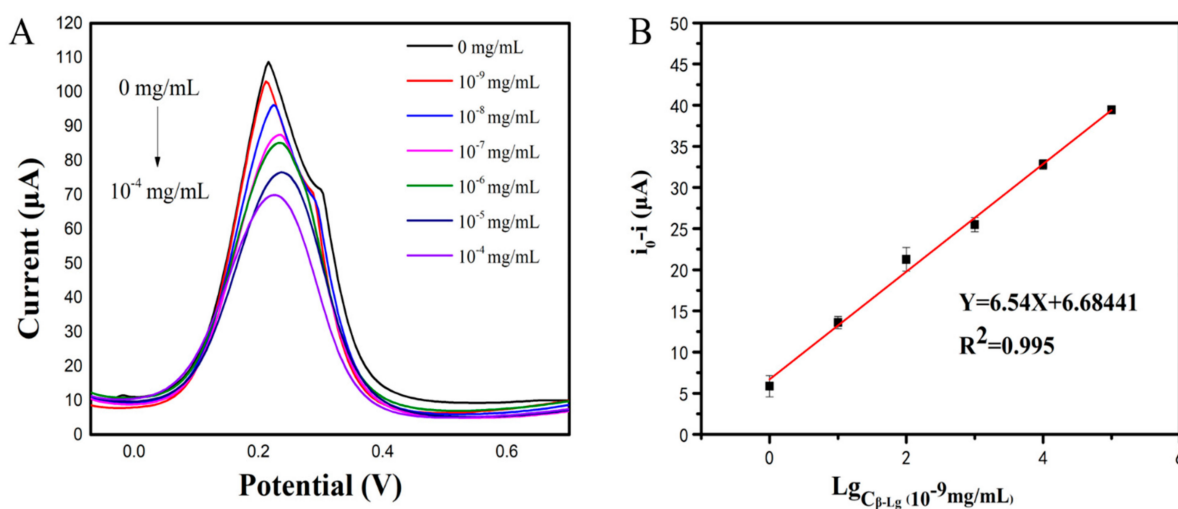 A
120
110
100
90
80
70
60
50
40
30
20
10
0
Current (μA)
0 mg/mL
10⁻⁴ mg/mL
0 mg/mL
10⁻⁹ mg/mL
10⁻⁸ mg/mL
10⁻⁷ mg/mL
10⁻⁶ mg/mL
10⁻⁵ mg/mL
10⁻⁴ mg/mL
0.0 0.2 0.4 0.6
Potential (V)
B
50
45
40
35
30
25
20
15
10
5
0
i₀-i (μA)
Y=6.54X+6.68441
R²=0.995
0 2 4 6
Lg C β-Lg (10⁻⁹mg/mL)